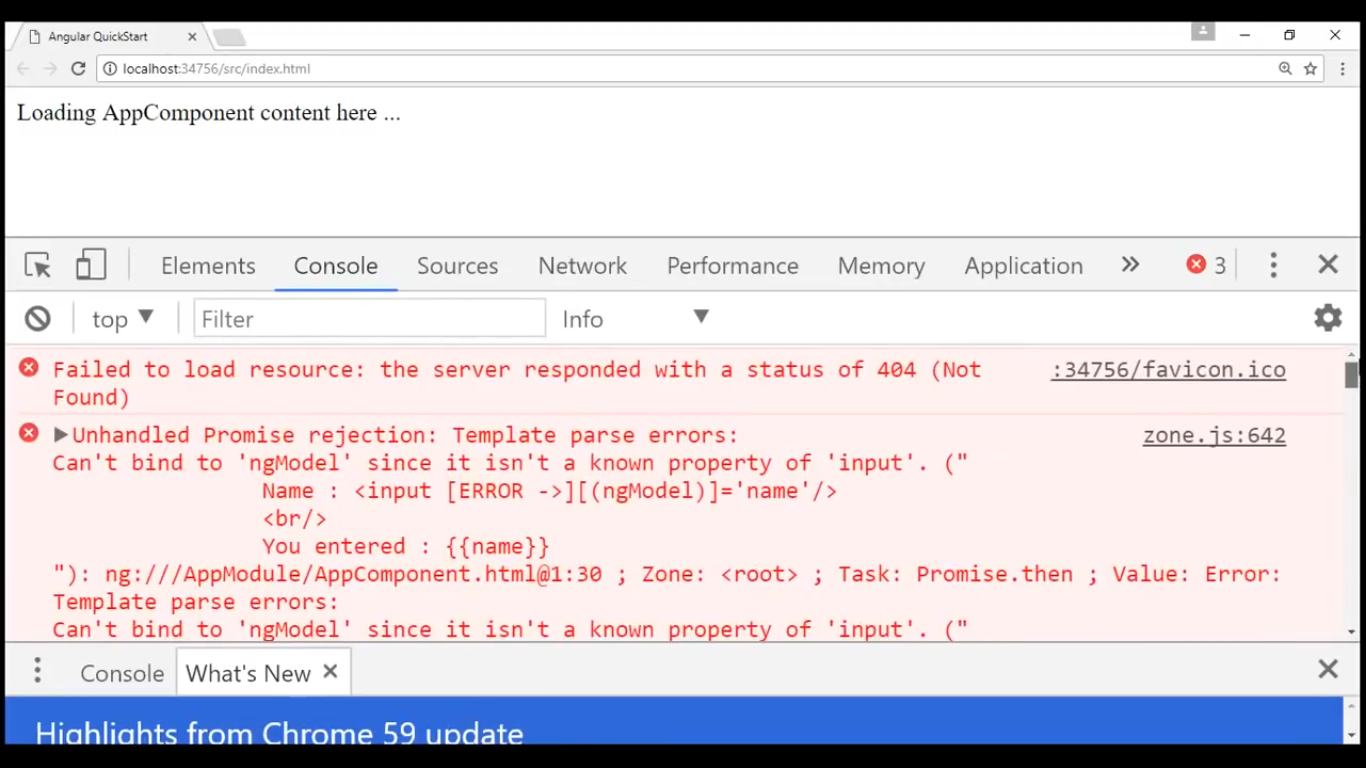 Angular QuickStart
localhost:34756/src/index.html
Loading AppComponent content here ...
Elements Console Sources Network Performance Memory Application » 3
top Filter Info
Failed to load resource: the server responded with a status of 404 (Not :34756/favicon.ico
Found)
Unhandled Promise rejection: Template parse errors: zone.js:642
Can't bind to 'ngModel' since it isn't a known property of 'input'. ("
Name : <input [ERROR ->][(ngModel)]='name'/>
<br/>
You entered : {{name}}
"): ng:///AppModule/AppComponent.html@1:30 ; Zone: <root> ; Task: Promise.then ; Value: Error:
Template parse errors:
Can't bind to 'ngModel' since it isn't a known property of 'input'. ("
Console What's New
Highlights from Chrome 59 update